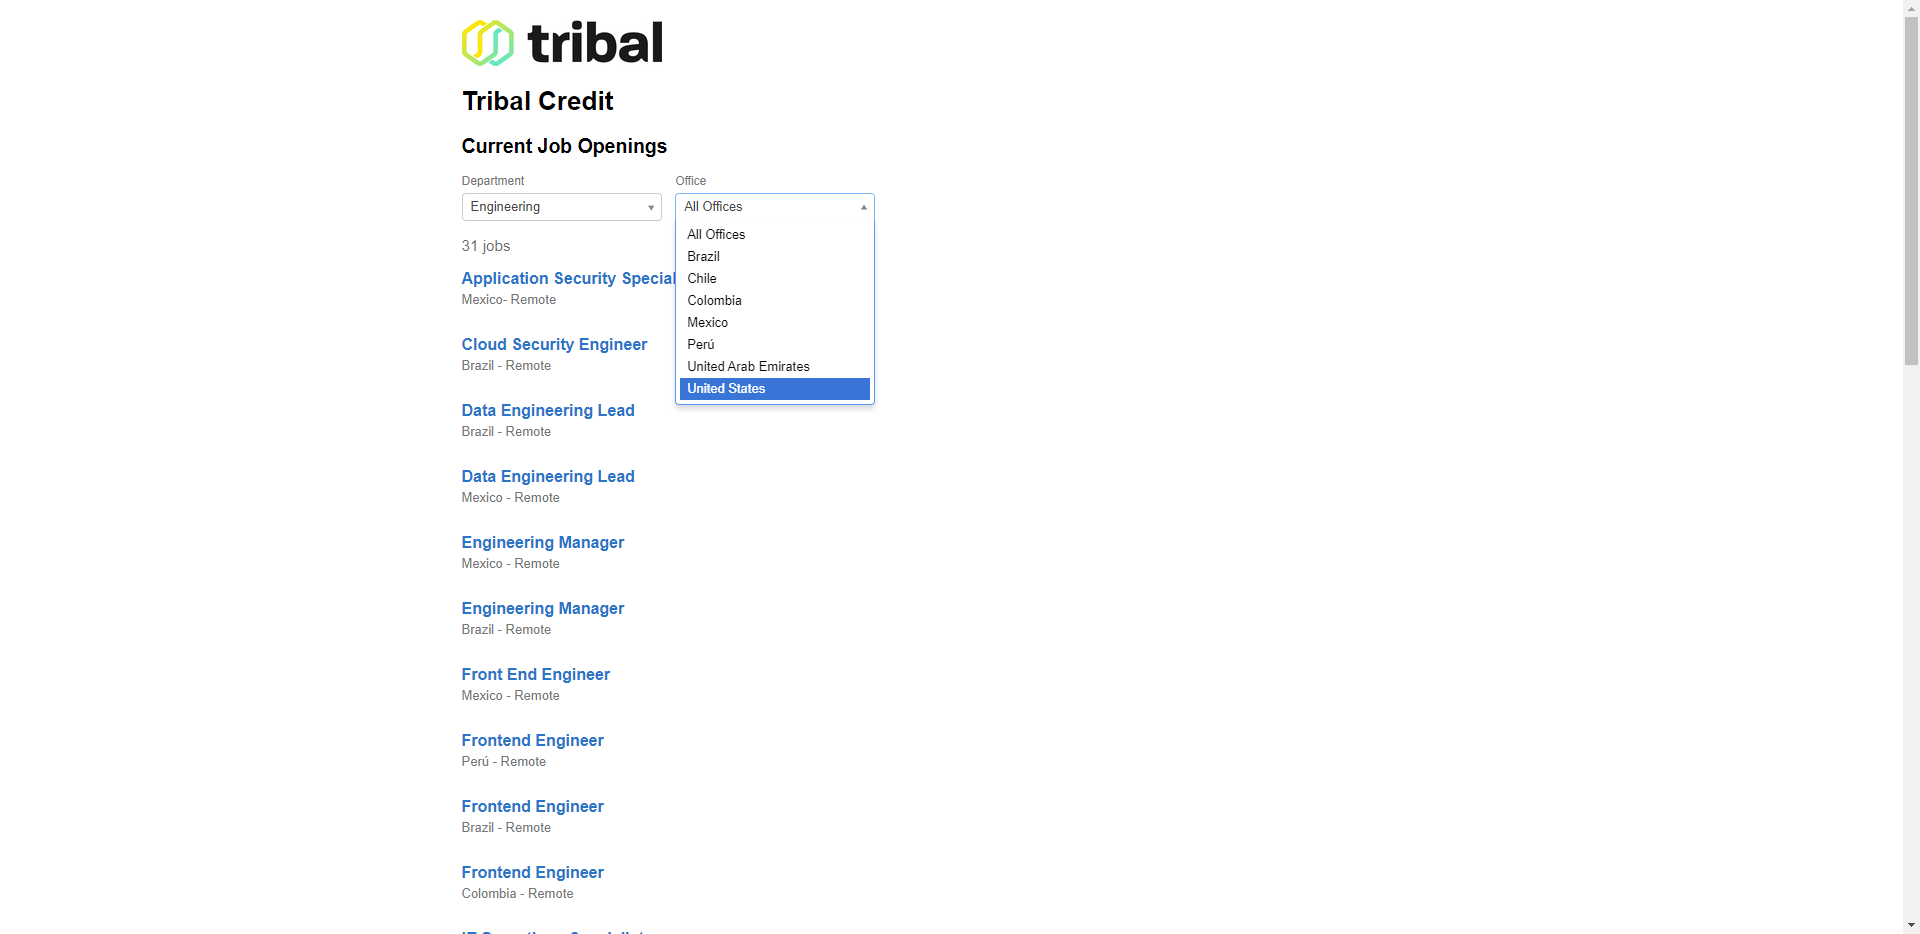 tribal
Tribal Credit
Current Job Openings
Department
Office
Engineering
All Offices
All Offices
Brazil
Chile
Colombia
Mexico
Perú
United Arab Emirates
United States
31 jobs
Application Security Special
Mexico- Remote
Cloud Security Engineer
Brazil - Remote
Data Engineering Lead
Brazil - Remote
Data Engineering Lead
Mexico - Remote
Engineering Manager
Mexico - Remote
Engineering Manager
Brazil - Remote
Front End Engineer
Mexico - Remote
Frontend Engineer
Perú - Remote
Frontend Engineer
Brazil - Remote
Frontend Engineer
Colombia - Remote